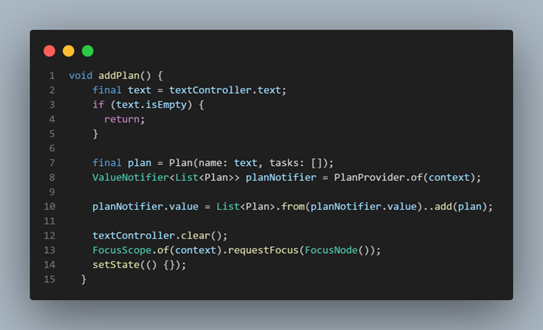 1 void addPlan() {
2 final text = textController.text;
3 if (text.isEmpty) {
4 return;
5 }
6
7 final plan = Plan(name: text, tasks: []);
8 ValueNotifier<List<Plan>> planNotifier = PlanProvider.of(context);
9
10 planNotifier.value = List<Plan>.from(planNotifier.value)..add(plan);
11
12 textController.clear();
13 FocusScope.of(context).requestFocus(FocusNode());
14 setState(() {});
15 }